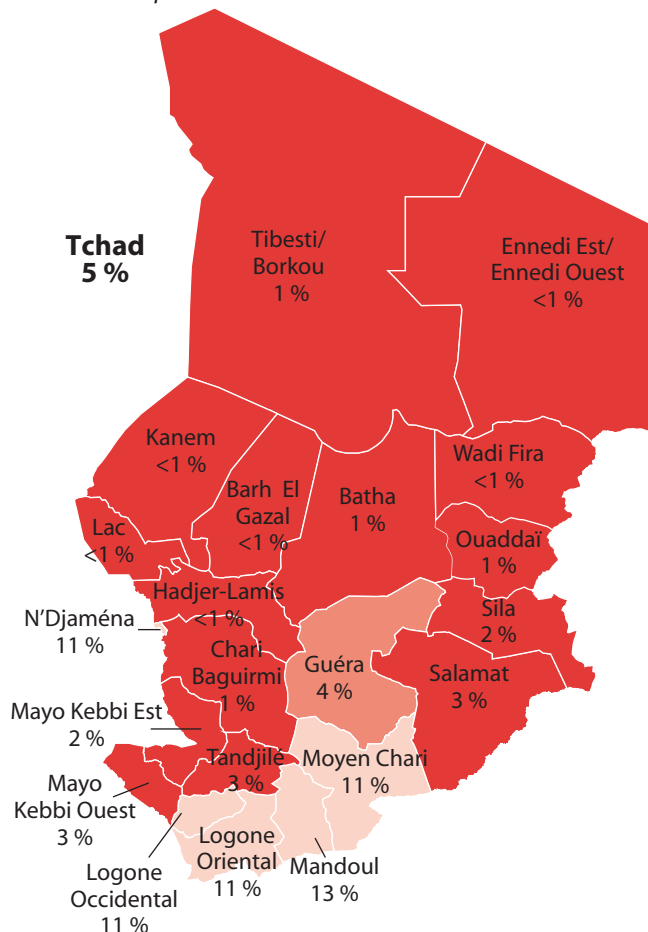 Tchad
5 %
Tibesti/
Borkou
1 %
Ennedi Est/
Ennedi Ouest
<1 %
Kanem
<1 %
Barh El
Gazal
<1 %
Batha
1 %
Wadi Fira
<1 %
Lac
<1 %
Ouaddaï
1 %
Hadjer-Lamis
<1 %
N'Djaména
11 %
Sila
2 %
Chari
Baguirmi
1 %
Guéra
4 %
Salamat
3 %
Mayo Kebbi Est
2 %
Tandjilé
3 %
Moyen Chari
11 %
Mayo
Kebbi Ouest
3 %
Logone
Occidental
11 %
Logone
Oriental
11 %
Mandoul
13 %